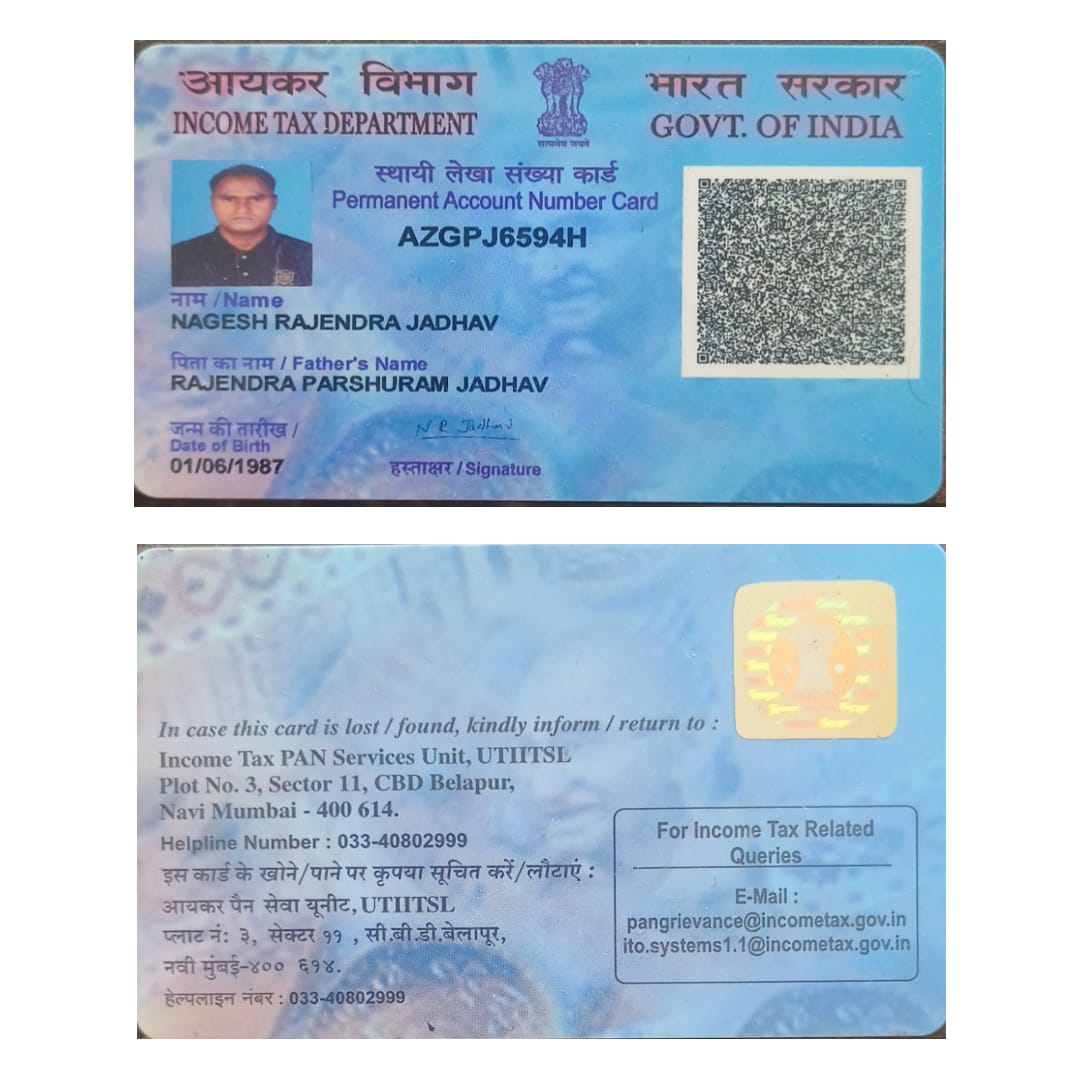 आयकर विभाग
INCOME TAX DEPARTMENT
सत्यमेव जयते
भारत सरकार
GOVT. OF INDIA
स्थायी लेखा संख्या कार्ड
Permanent Account Number Card
AZGPJ6594H
नाम /Name
NAGESH RAJENDRA JADHAV
पिता का नाम / Father's Name
RAJENDRA PARSHURAM JADHAV
जन्म की तारीख /
Date of Birth
01/06/1987
N R Jadhav
हस्ताक्षर / Signature
In case this card is lost / found, kindly inform / return to :
Income Tax PAN Services Unit, UTIITSL
Plot No. 3, Sector 11, CBD Belapur,
Navi Mumbai - 400 614.
Helpline Number : 033-40802999
इस कार्ड के खोने/पाने पर कृपया सूचित करें/लौटाएं :
आयकर पैन सेवा यूनीट, UTIITSL
प्लाट नं: ३, सेक्टर ११ , सी.बी.डी.बेलापूर,
नवी मुंबई-४०० ६१४.
हेल्पलाइन नंबर : 033-40802999
For Income Tax Related
Queries
E-Mail :
pangrievance@incometax.gov.in
ito.systems1.1@incometax.gov.in